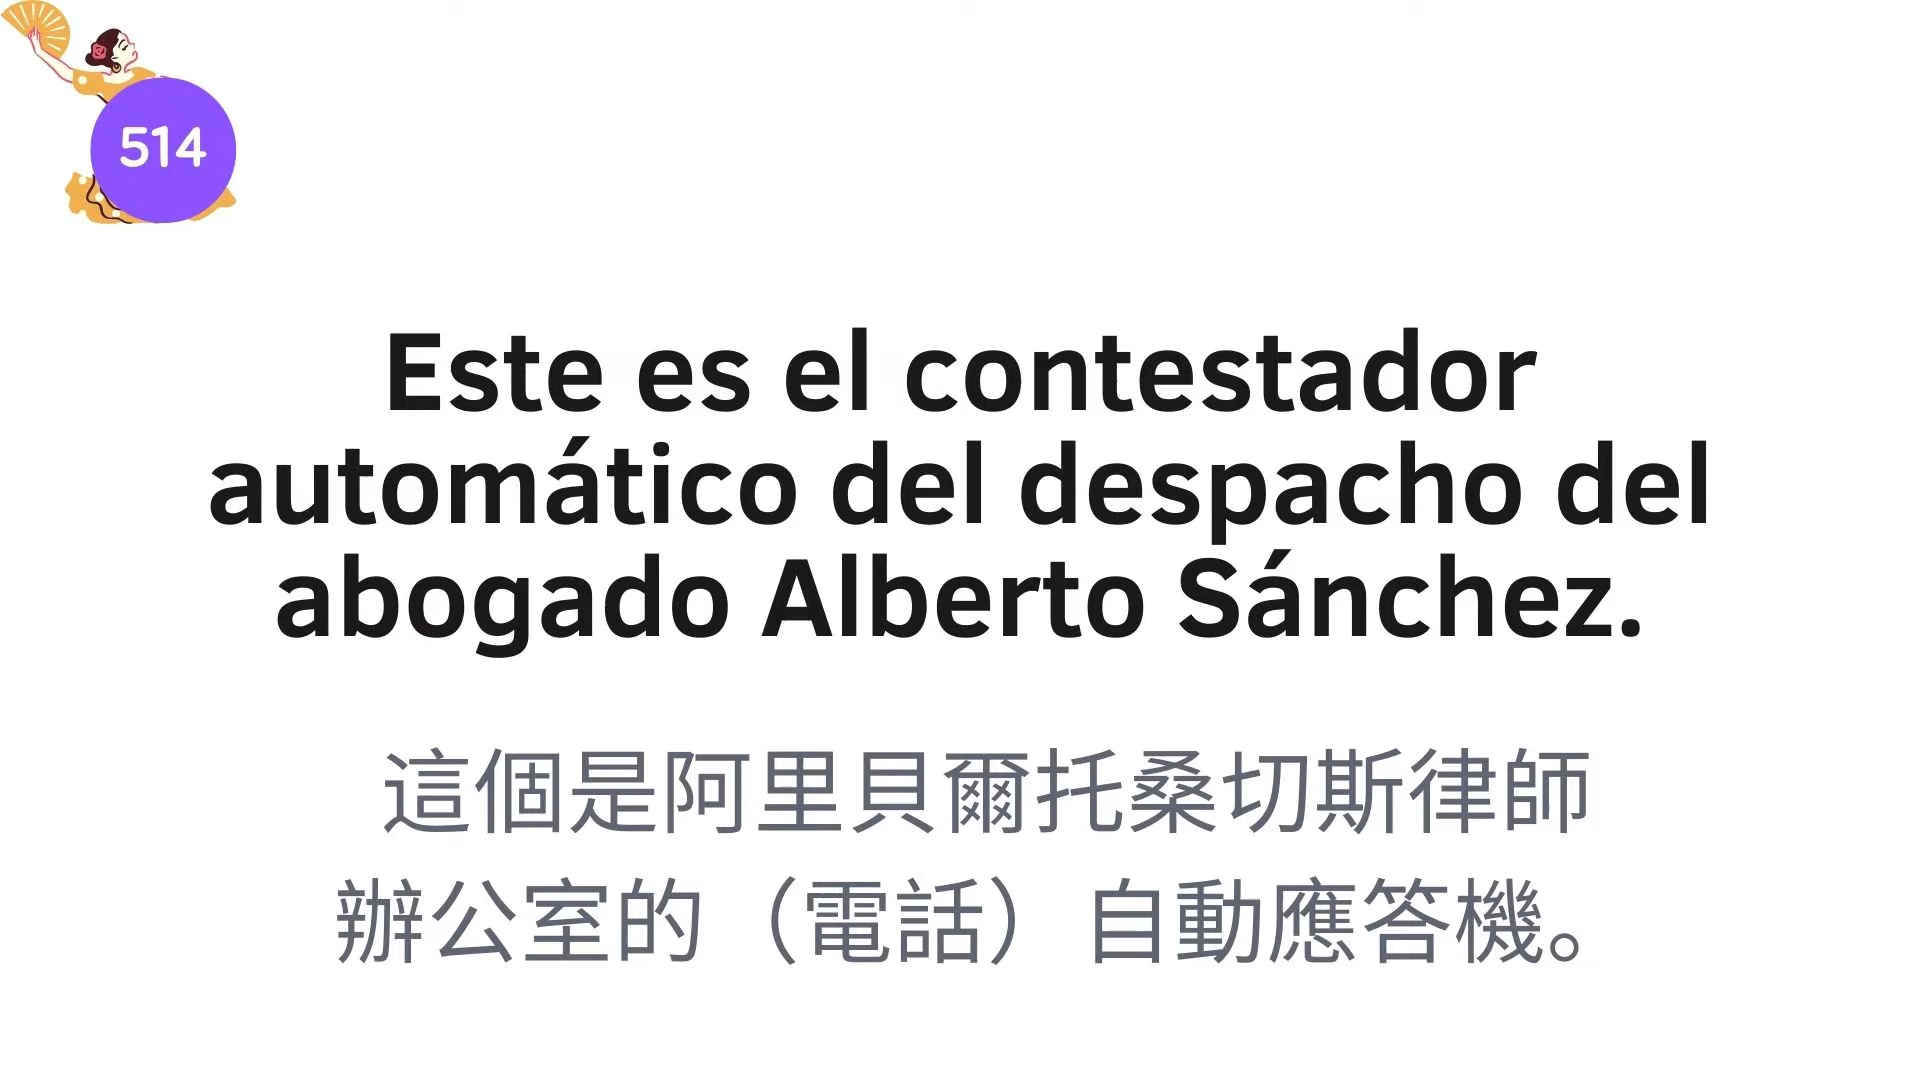 514
Este es el contestador
automático del despacho del
abogado Alberto Sánchez.
這個是阿里貝爾托桑切斯律師
辦公室的（電話）自動應答機。